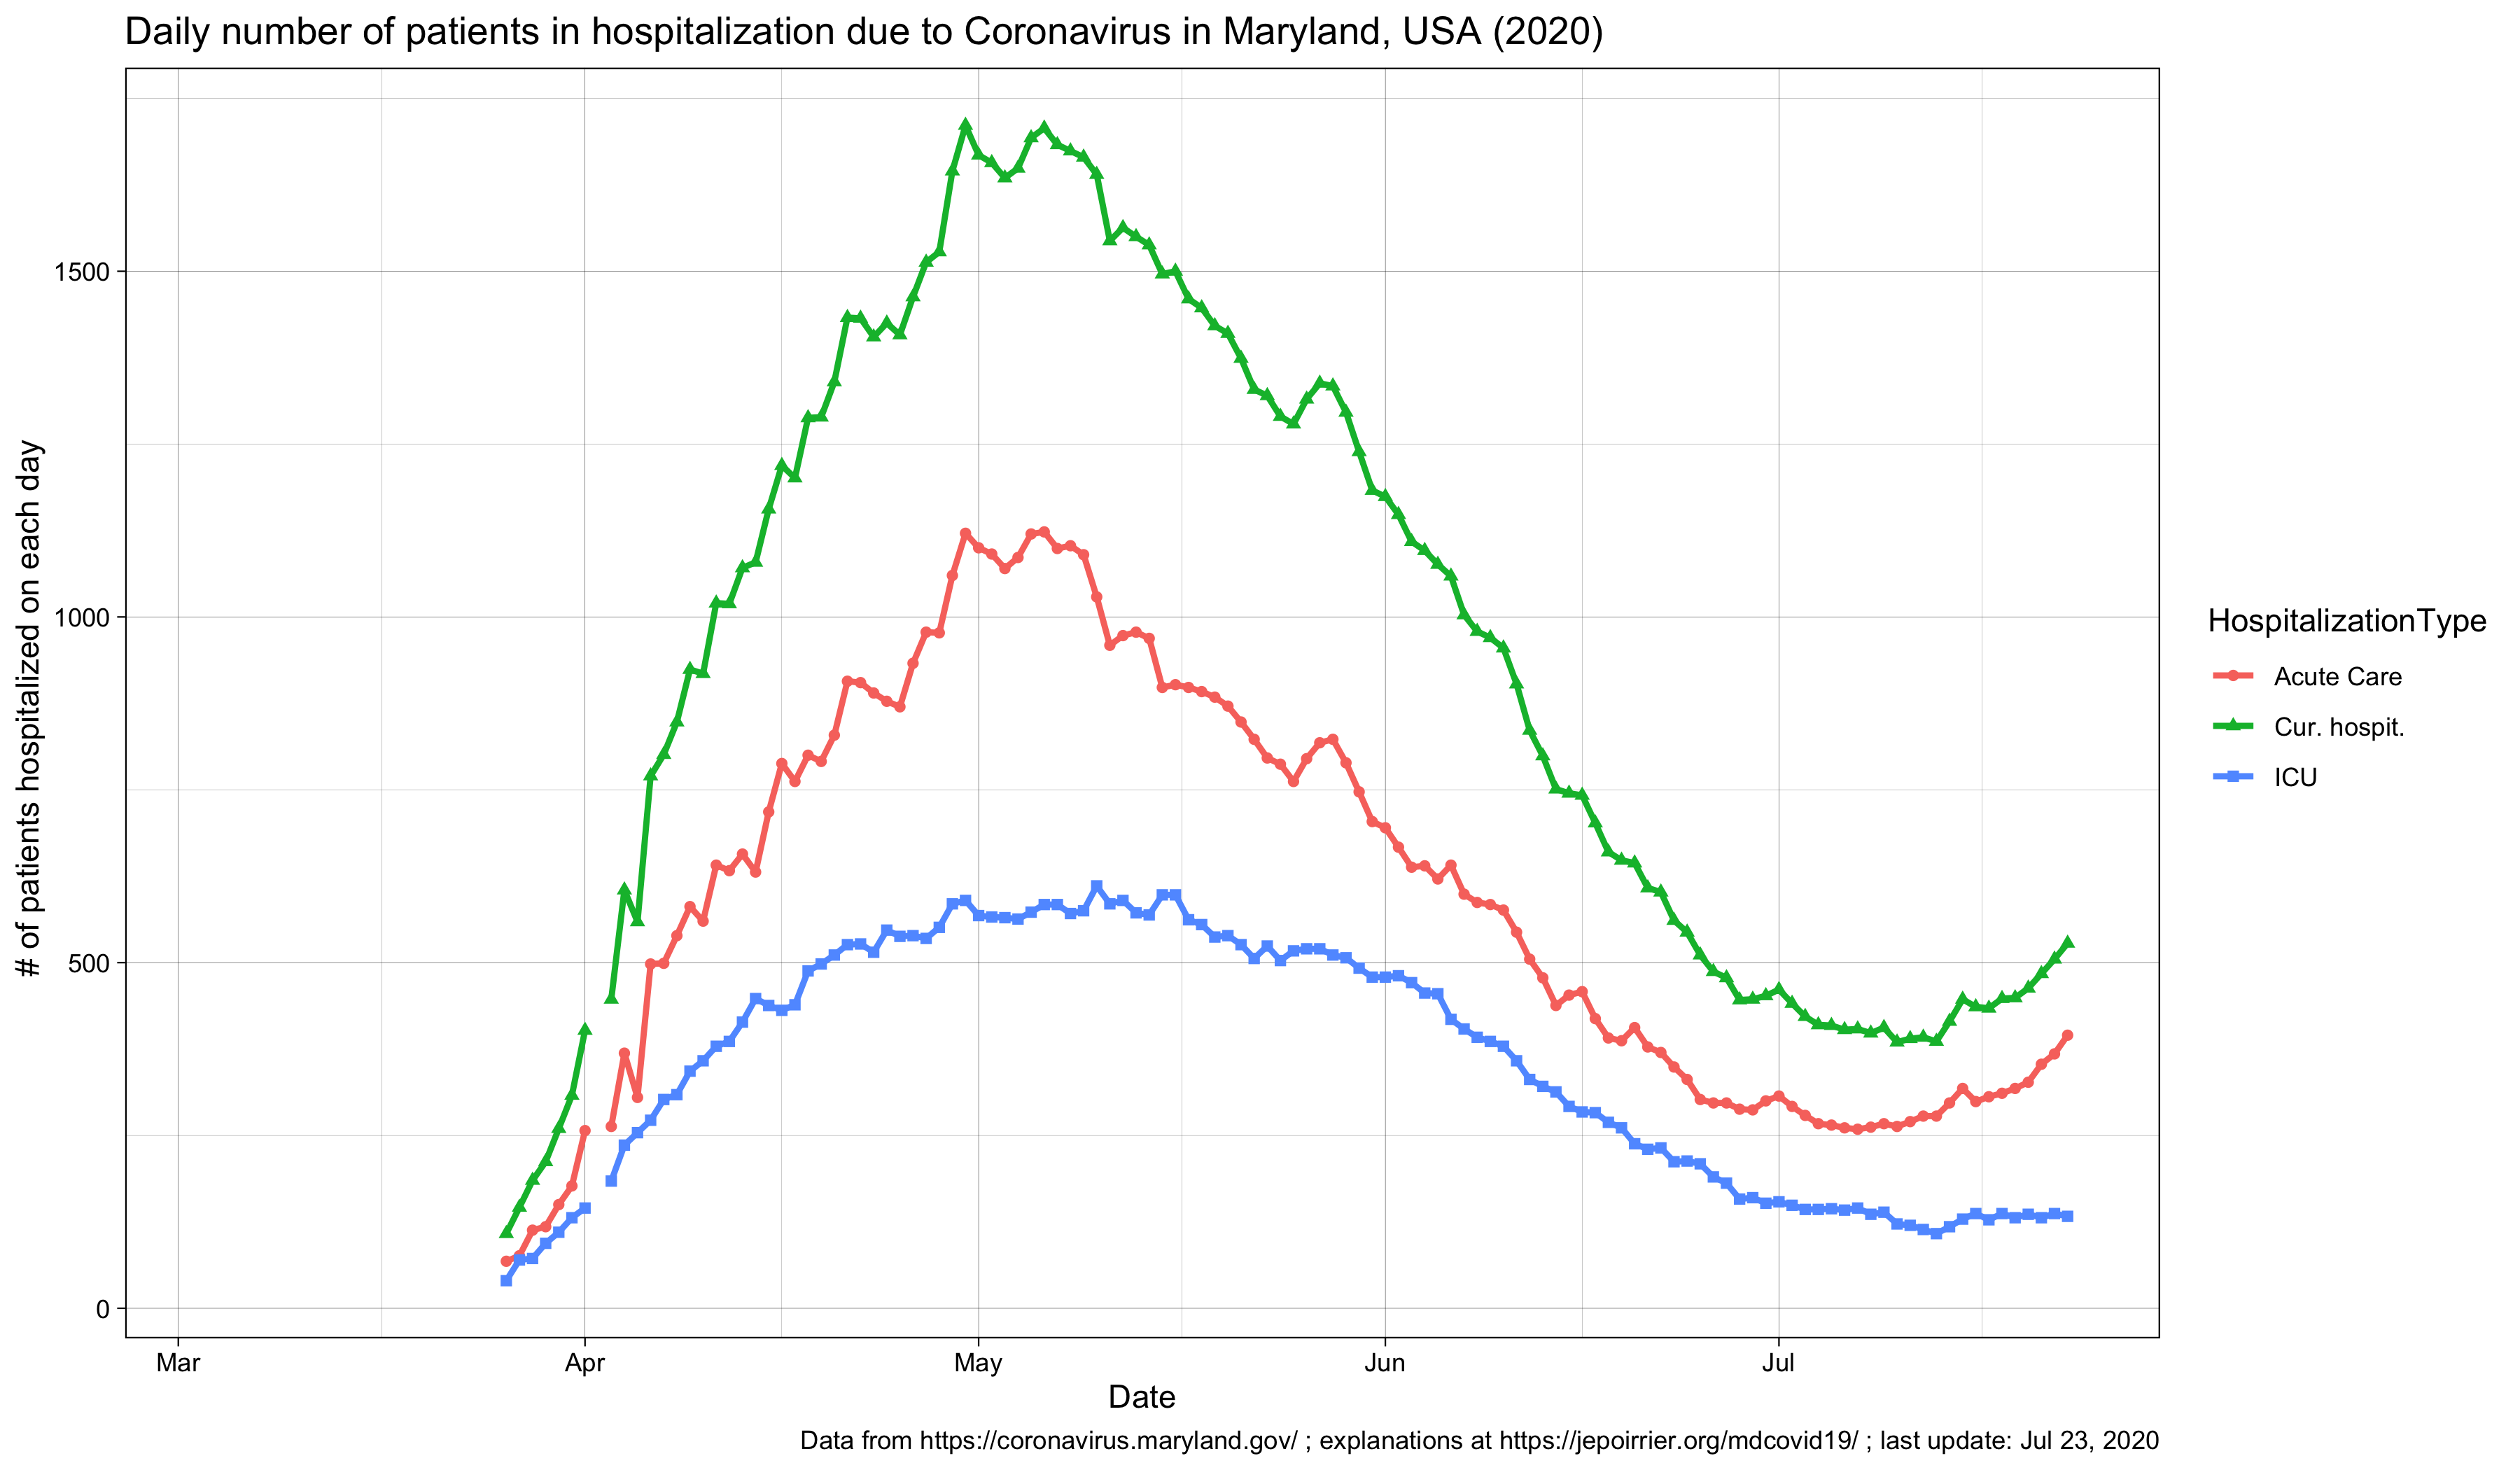 Daily number of patients in hospitalization due to Coronavirus in Maryland, USA (2020)
# of patients hospitalized on each day
1500
1000
500
0
Mar
Apr
May
Jun
Jul
Date
HospitalizationType
Acute Care
Cur. hospit.
ICU
Data from https://coronavirus.maryland.gov/ ; explanations at https://jepoirrier.org/mdcovid19/ ; last update: Jul 23, 2020